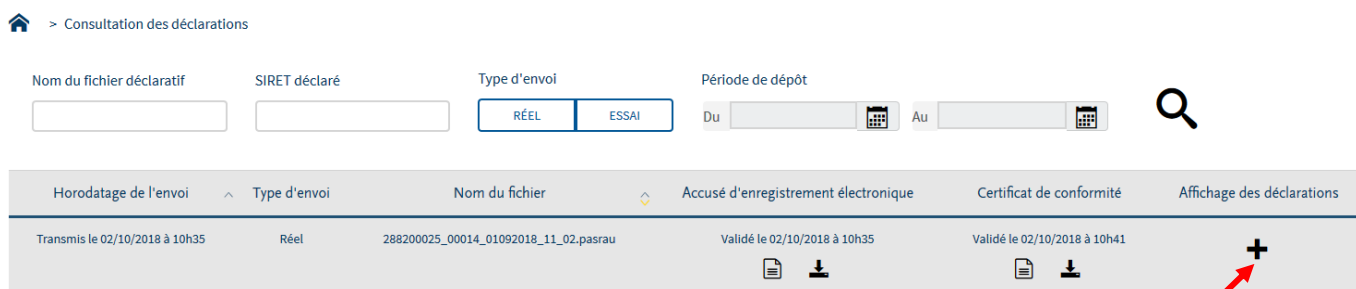 > Consultation des déclarations
Nom du fichier déclaratif SIRET déclaré Type d'envoi Période de dépôt
RÉEL ESSAI Du Au
Horodatage de l'envoi Type d'envoi Nom du fichier Accusé d'enregistrement électronique Certificat de conformité Affichage des déclarations
Transmis le 02/10/2018 à 10h35 Réel 288200025_00014_01092018_11_02.pasrau Validé le 02/10/2018 à 10h35 Validé le 02/10/2018 à 10h41